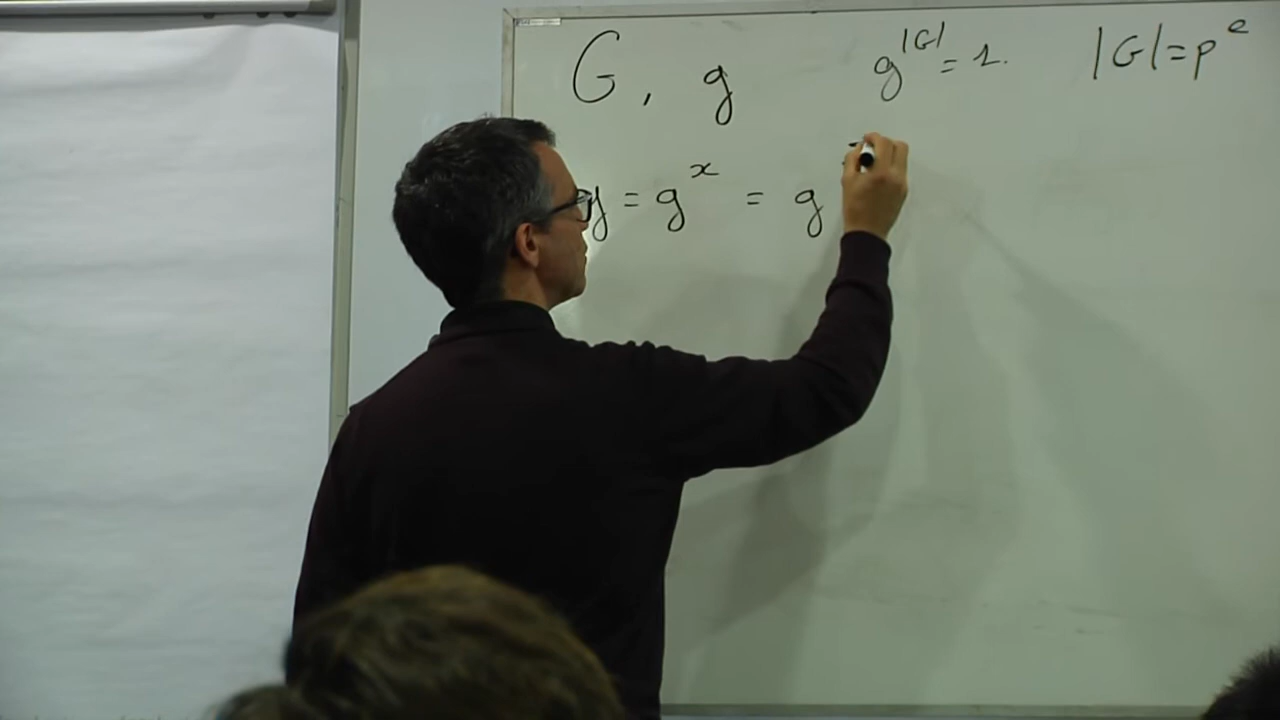 G, g g^|G| = 1. |G| = p^e
y = g^x = g